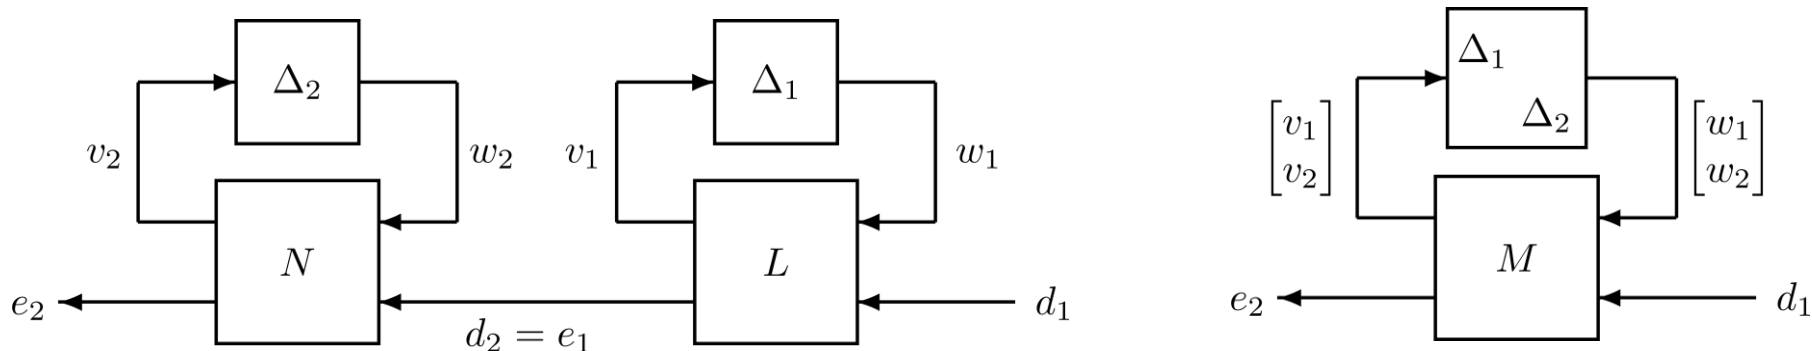 Δ₂
v₂
w₂
N
e₂
d₂ = e₁
Δ₁
v₁
w₁
L
d₁
Δ₁
Δ₂
[v₁
v₂]
[w₁
w₂]
M
e₂
d₁